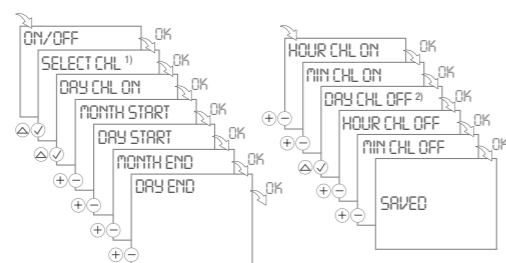 ON/OFF
OK
SELECT CHL 1)
OK
DAY CHL ON
OK
MONTH START
OK
DAY START
OK
MONTH END
OK
DAY END
OK
HOUR CHL ON
OK
MIN CHL ON
OK
DAY CHL OFF 2)
OK
HOUR CHL OFF
OK
MIN CHL OFF
OK
SAVED